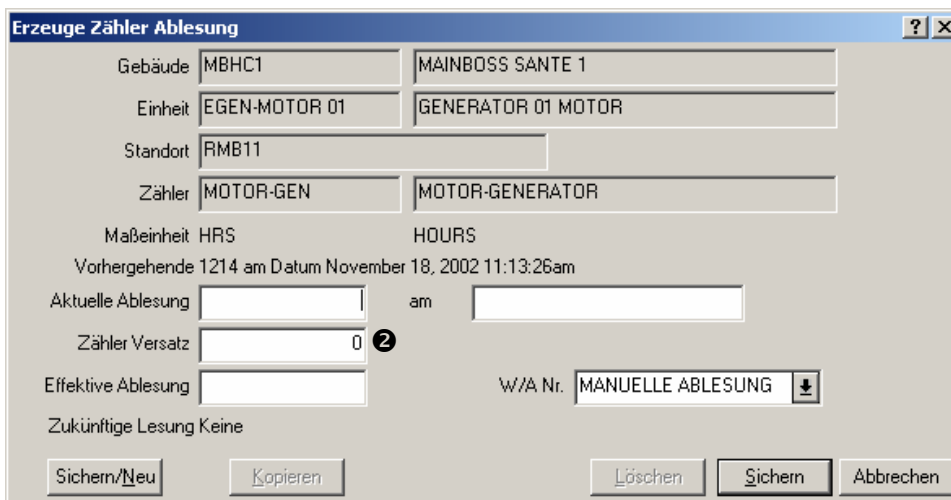 Erzeuge Zähler Ablesung ? X
Gebäude MBHC1 MAINBOSS SANTE 1
Einheit EGEN-MOTOR 01 GENERATOR 01 MOTOR
Standort RMB11
Zähler MOTOR-GEN MOTOR-GENERATOR
Maßeinheit HRS HOURS
Vorhergehende 1214 am Datum November 18, 2002 11:13:26am
Aktuelle Ablesung am
Zähler Versatz 0 ❷
Effektive Ablesung W/A Nr. MANUELLE ABLESUNG
Zukünftige Lesung Keine
Sichern/Neu Kopieren Löschen Sichern Abbrechen